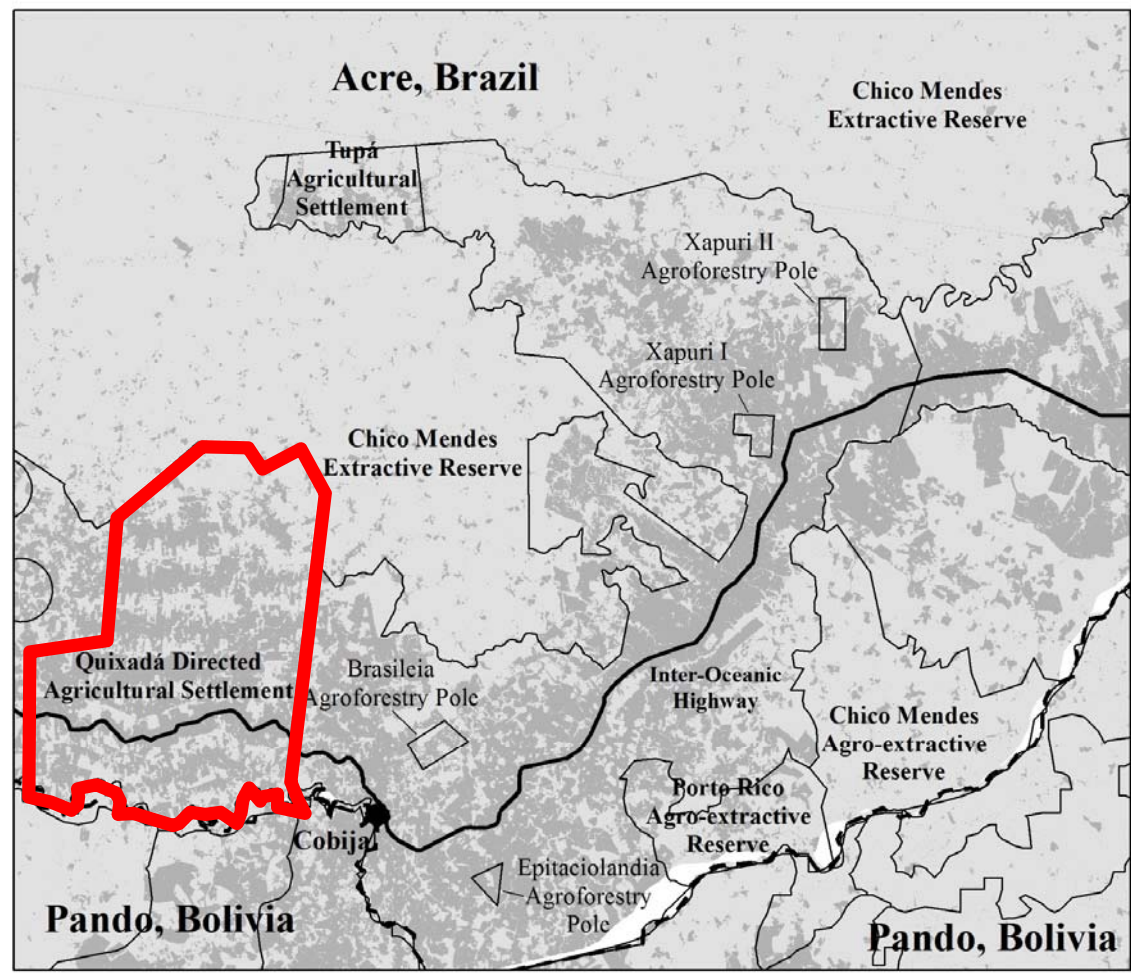 Acre, Brazil
Chico Mendes
Extractive Reserve
Tupá
Agricultural
Settlement
Xapuri II
Agroforestry Pole
Xapuri I
Agroforestry Pole
Chico Mendes
Extractive Reserve
Quixadá Directed
Agricultural Settlement
Brasileia
Agroforestry Pole
Inter-Oceanic
Highway
Chico Mendes
Agro-extractive
Reserve
Porto Rico
Agro-extractive
Reserve
Cobija
Epitaciolandia
Agroforestry
Pole
Pando, Bolivia
Pando, Bolivia